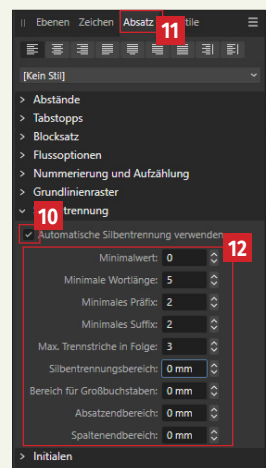 Ebenen Zeichen Absatz
11
[Kein Stil]
> Abstände
> Tabstopps
> Blocksatz
> Flussoptionen
> Nummerierung und Aufzählung
> Grundlinienraster
10
Automatische Silbentrennung verwenden
12
Minimalwert: 0
Minimale Wortlänge: 5
Minimales Präfix: 2
Minimales Suffix: 2
Max. Trennstriche in Folge: 3
Silbentrennungsbereich: 0 mm
Bereich für Großbuchstaben: 0 mm
Absatzendbereich: 0 mm
Spaltenendbereich: 0 mm
> Initialen